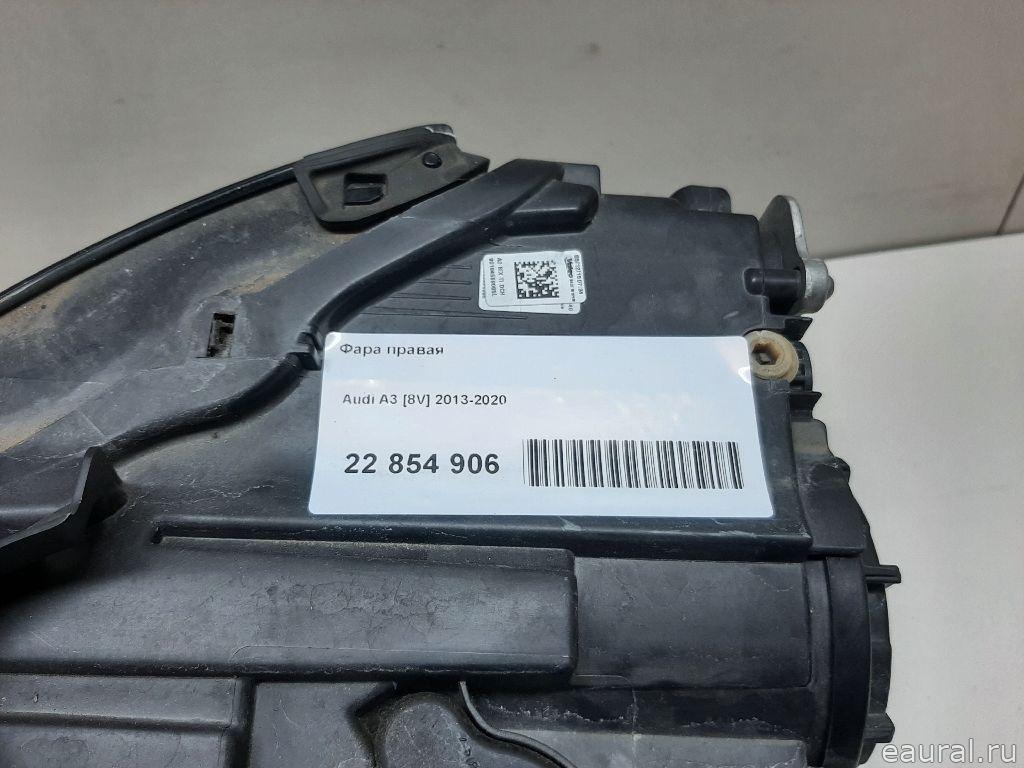 Фара правая
Audi A3 [8V] 2013-2020
22 854 906
eaural.ru